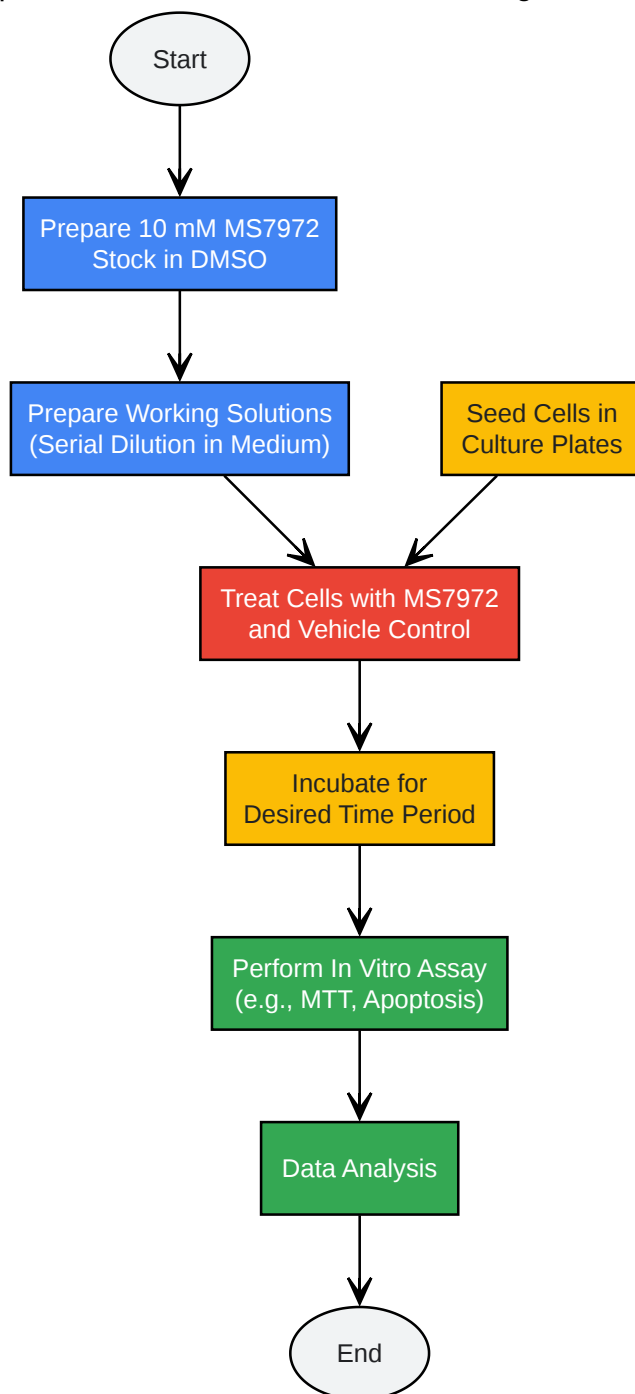 Start
Prepare 10 mM MS7972
Stock in DMSO
Prepare Working Solutions
(Serial Dilution in Medium)
Seed Cells in
Culture Plates
Treat Cells with MS7972
and Vehicle Control
Incubate for
Desired Time Period
Perform In Vitro Assay
(e.g., MTT, Apoptosis)
Data Analysis
End